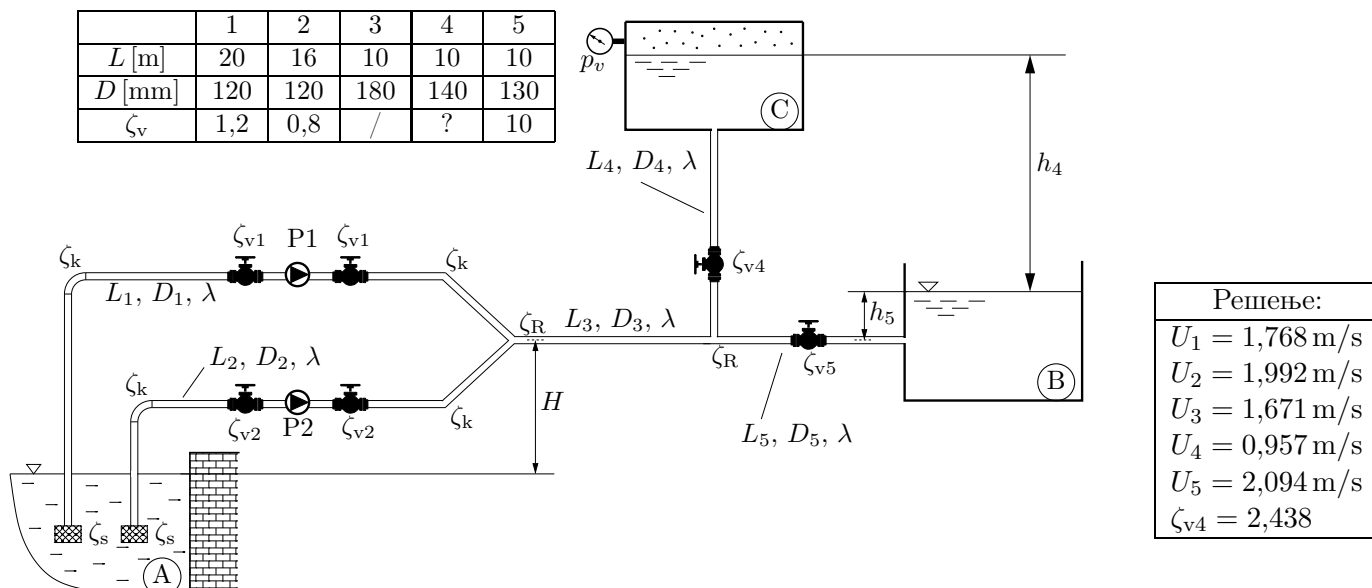 1 2 3 4 5
L [m] 20 16 10 10 10
D [mm] 120 120 180 140 130
ζv 1,2 0,8 / ? 10
pv
C
h4
L4, D4, λ
ζv4
ζk
ζv1
P1
ζv1
ζk
L1, D1, λ
ζR
L3, D3, λ
ζR
h5
ζv5
B
L2, D2, λ
ζk
ζv2
P2
ζv2
ζk
H
L5, D5, λ
ζs
ζs
A
Решење:
U1 = 1,768 m/s
U2 = 1,992 m/s
U3 = 1,671 m/s
U4 = 0,957 m/s
U5 = 2,094 m/s
ζv4 = 2,438